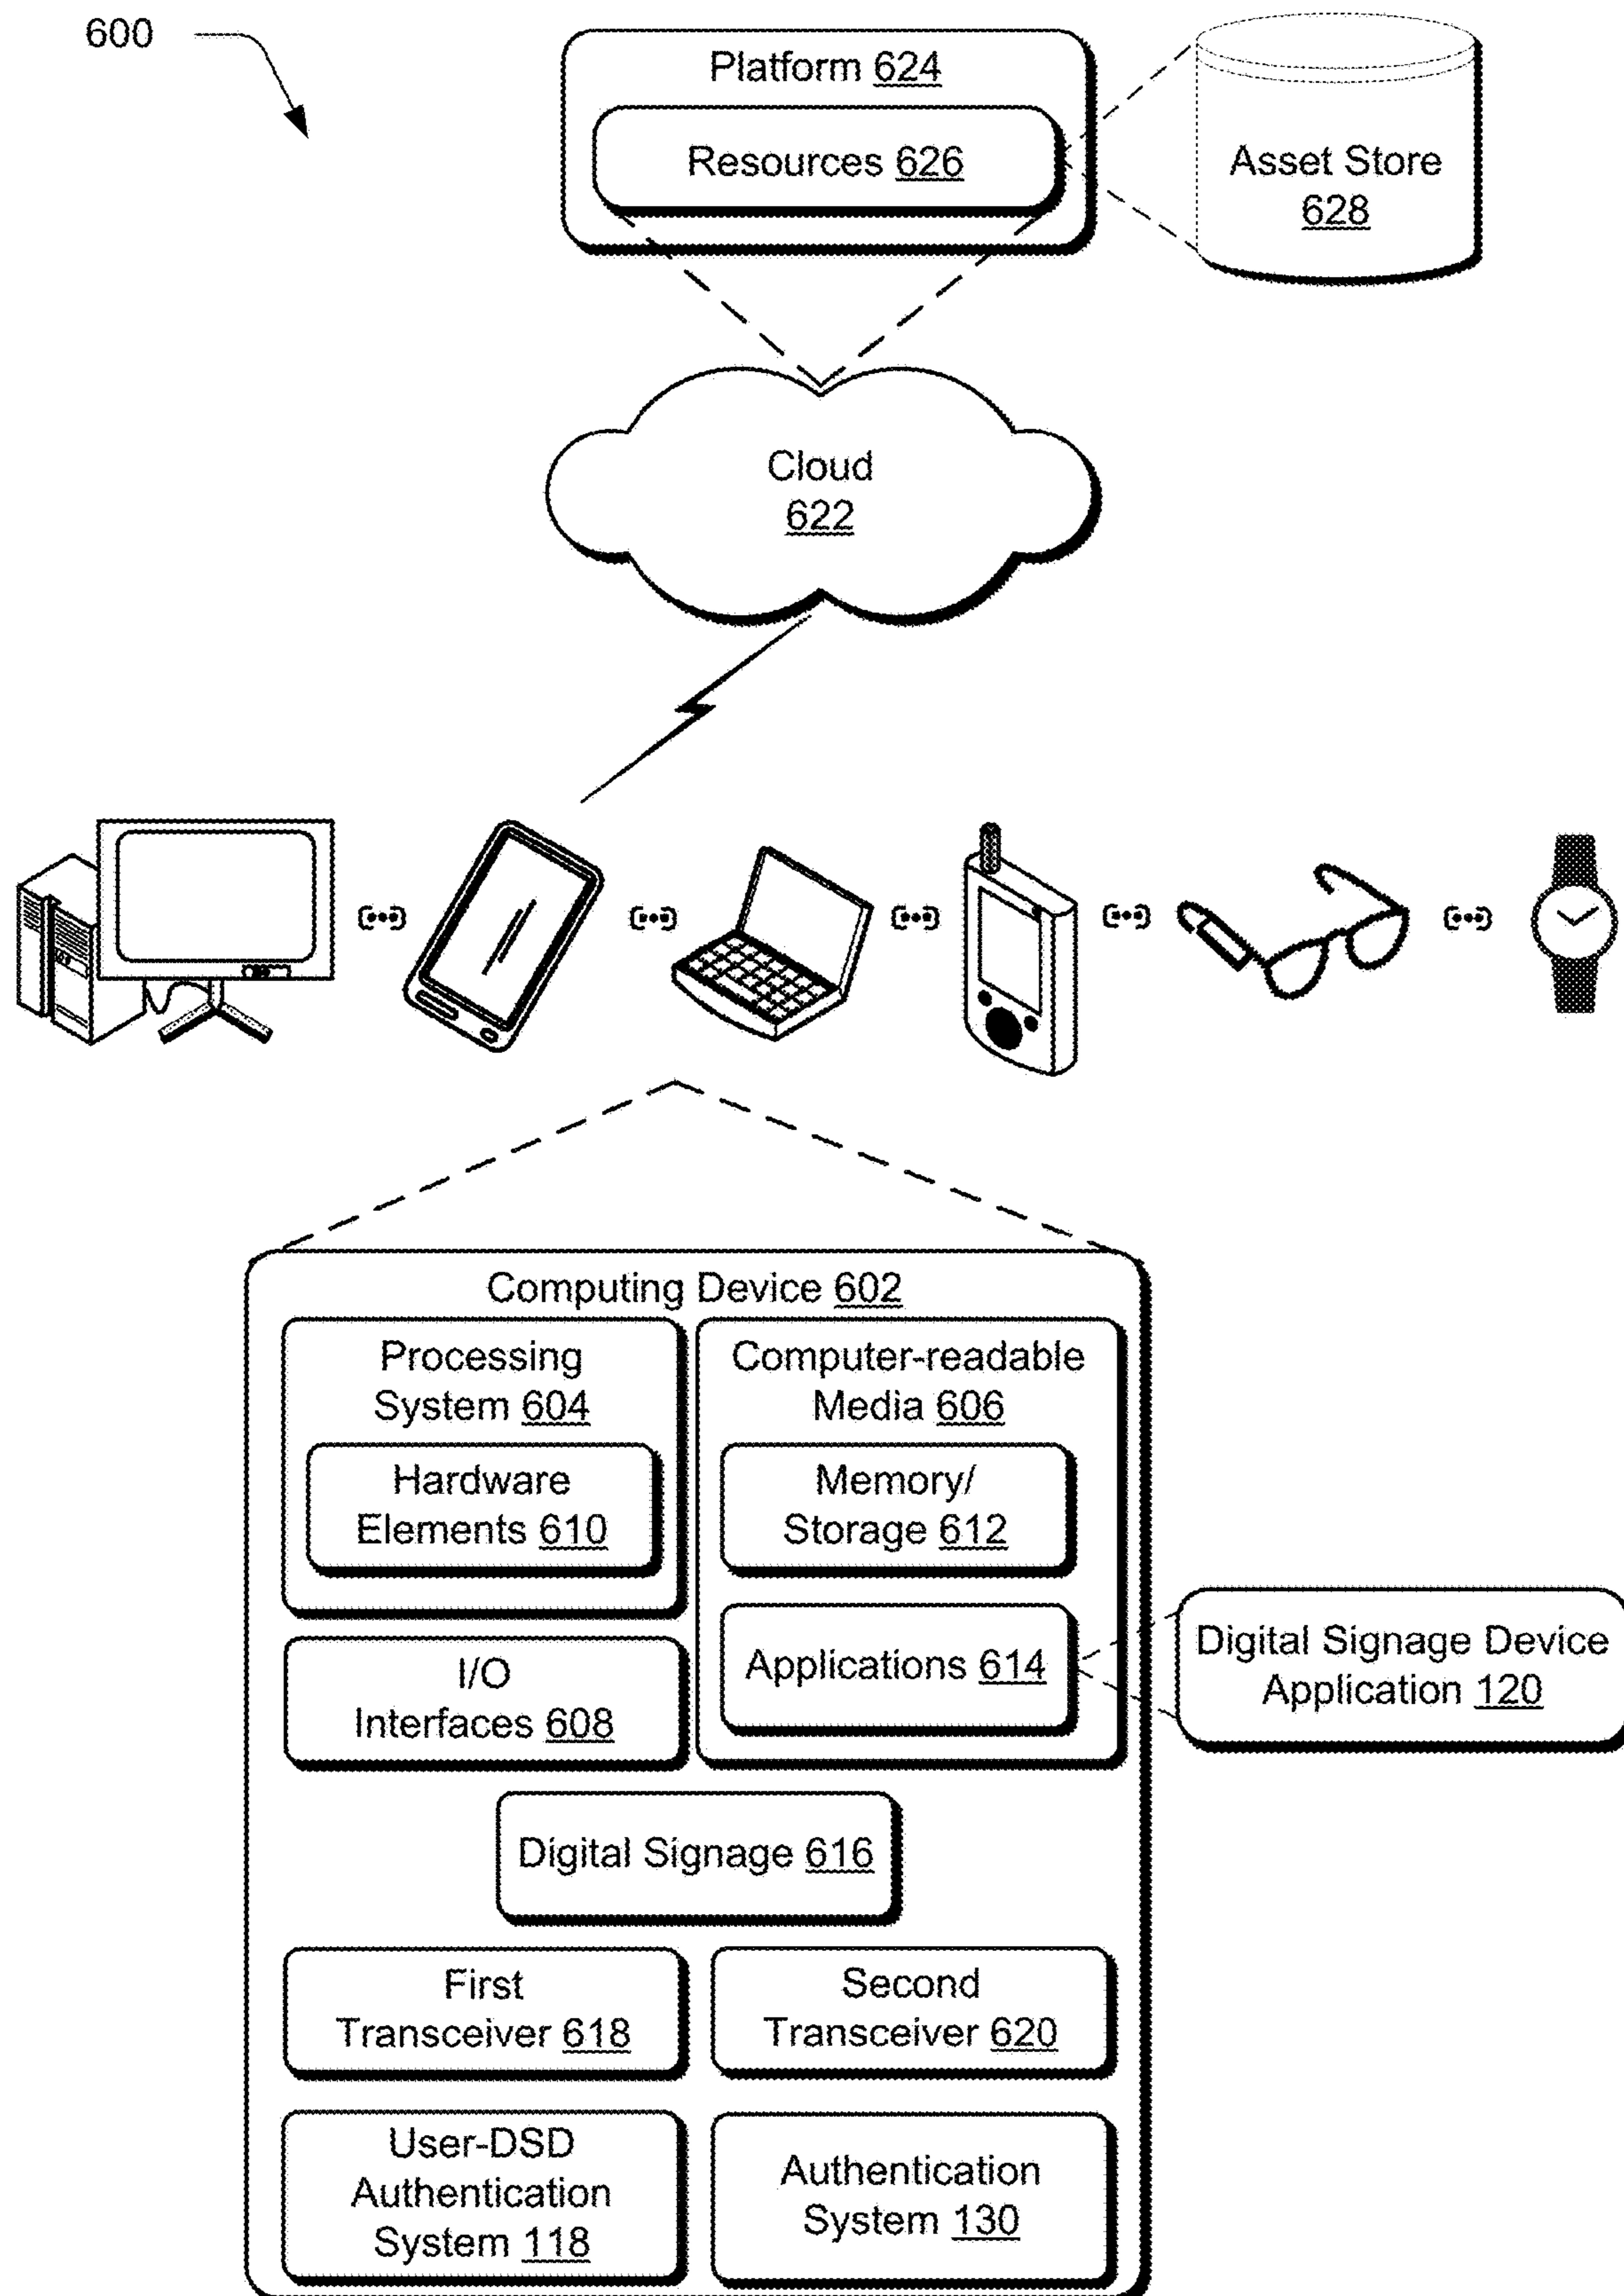 600
Platform 624
Resources 626
Asset Store
628
Cloud
622
Computing Device 602
Processing
System 604
Hardware
Elements 610
Computer-readable
Media 606
Memory/
Storage 612
Applications 614
I/O
Interfaces 608
Digital Signage Device
Application 120
Digital Signage 616
First
Transceiver 618
Second
Transceiver 620
User-DSD
Authentication
System 118
Authentication
System 130